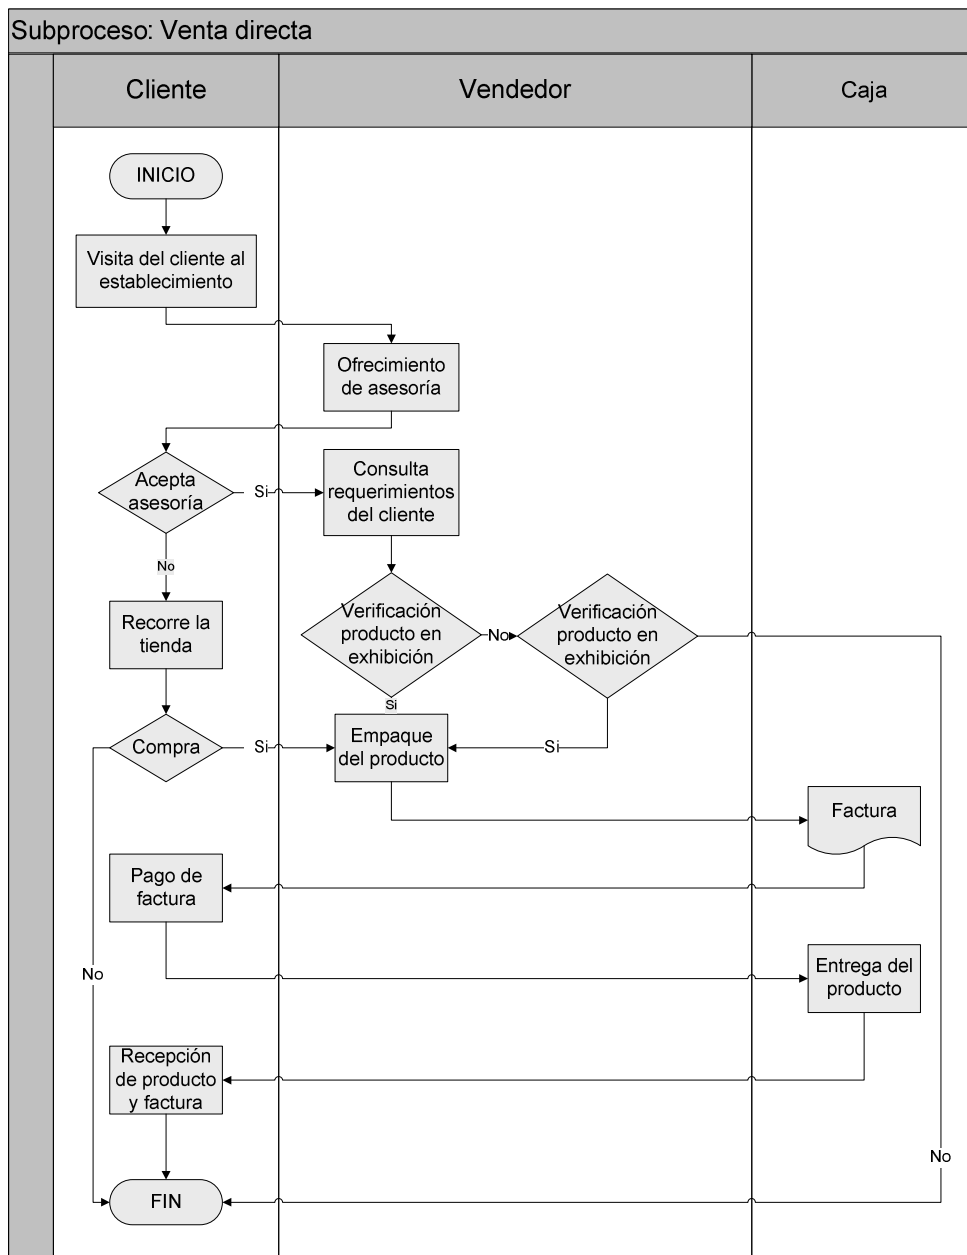 Subproceso: Venta directa
Cliente
Vendedor
Caja
INICIO
Visita del cliente al
establecimiento
Ofrecimiento
de asesoría
Acepta
asesoría
Si
Consulta
requerimientos
del cliente
No
Recorre la
tienda
Verificación
producto en
exhibición
No
Verificación
producto en
exhibición
Si
Compra
Si
Empaque
del producto
Si
Factura
Pago de
factura
No
Entrega del
producto
Recepción
de producto
y factura
No
FIN